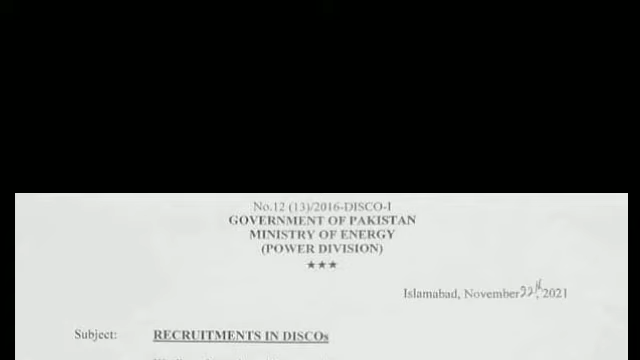 No.12 (13)/2016-DISCO-I
GOVERNMENT OF PAKISTAN
MINISTRY OF ENERGY
(POWER DIVISION)
★★★
Islamabad, November 22nd, 2021
Subject: RECRUITMENTS IN DISCOs